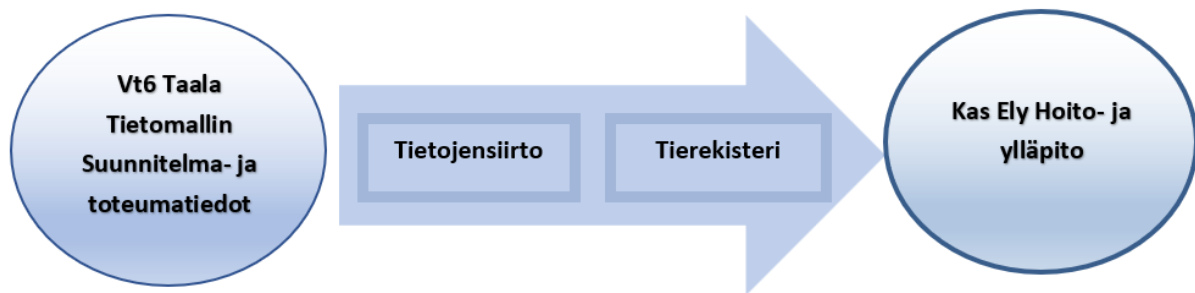 Vt6 Taala
Tietomallin
Suunnitelma- ja
toteumatiedot
Tietojensiirto
Tierekisteri
Kas Ely Hoito- ja
ylläpito